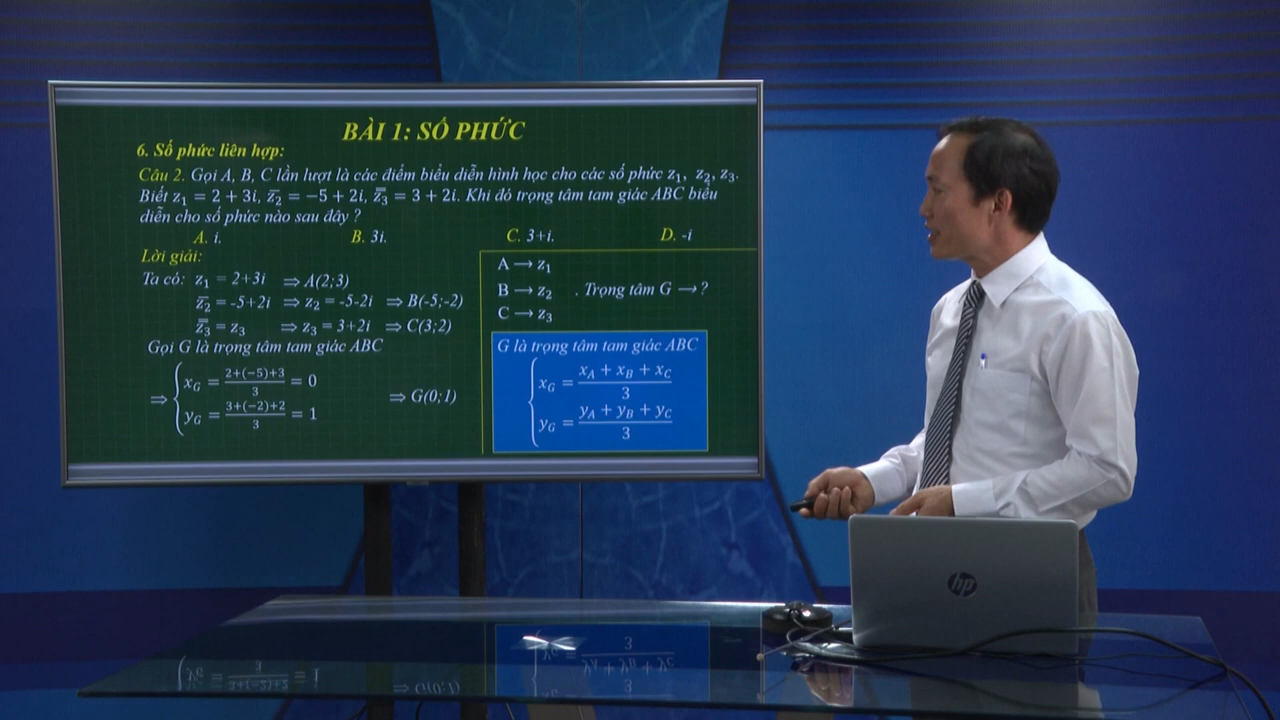 BÀI 1: SỐ PHỨC
6. Số phức liên hợp:
Câu 2. Gọi A, B, C lần lượt là các điểm biểu diễn hình học cho các số phức z₁, z₂, z₃.
Biết z₁ = 2 + 3i, z̅₂ = −5 + 2i, z̿₃ = 3 + 2i. Khi đó trọng tâm tam giác ABC biểu
diễn cho số phức nào sau đây ?
A. i. B. 3i. C. 3+i. D. -i
Lời giải:
Ta có: z₁ = 2+3i ⇒ A(2;3)
z̅₂ = -5+2i ⇒ z₂ = -5-2i ⇒ B(-5;-2)
z̿₃ = z₃ ⇒ z₃ = 3+2i ⇒ C(3;2)
Gọi G là trọng tâm tam giác ABC
⇒ { x_G = (2+(−5)+3)/3 = 0
y_G = (3+(−2)+2)/3 = 1
⇒ G(0;1)
A → z₁
B → z₂ . Trọng tâm G → ?
C → z₃
G là trọng tâm tam giác ABC
{ x_G = (x_A + x_B + x_C)/3
y_G = (y_A + y_B + y_C)/3
hp